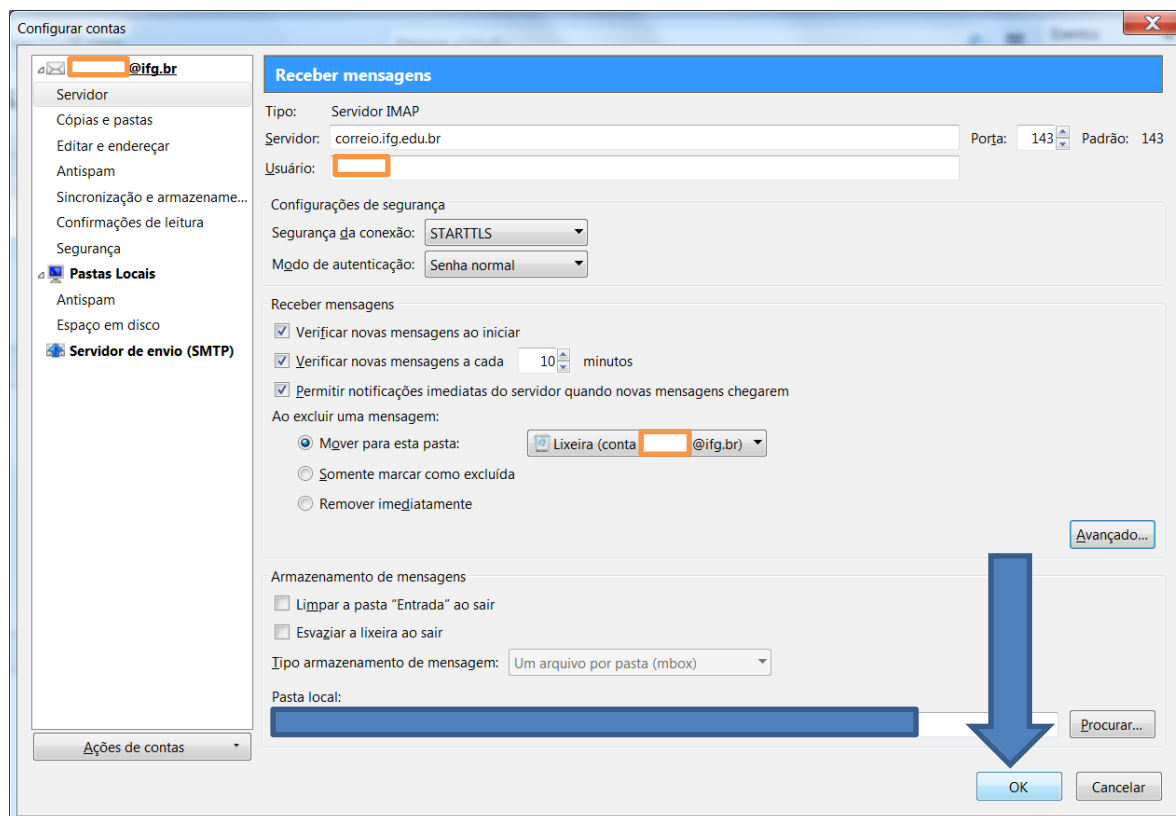 Configurar contas
@ifg.br
Servidor
Cópias e pastas
Editar e endereçar
Antispam
Sincronização e armazename...
Confirmações de leitura
Segurança
Pastas Locais
Antispam
Espaço em disco
Servidor de envio (SMTP)
Ações de contas
Receber mensagens
Tipo: Servidor IMAP
Servidor: correio.ifg.edu.br Porta: 143 Padrão: 143
Usuário:
Configurações de segurança
Segurança da conexão: STARTTLS
Modo de autenticação: Senha normal
Receber mensagens
Verificar novas mensagens ao iniciar
Verificar novas mensagens a cada 10 minutos
Permitir notificações imediatas do servidor quando novas mensagens chegarem
Ao excluir uma mensagem:
Mover para esta pasta: Lixeira (conta @ifg.br)
Somente marcar como excluída
Remover imediatamente
Avançado...
Armazenamento de mensagens
Limpar a pasta “Entrada” ao sair
Esvaziar a lixeira ao sair
Tipo armazenamento de mensagem: Um arquivo por pasta (mbox)
Pasta local:
Procurar...
OK Cancelar